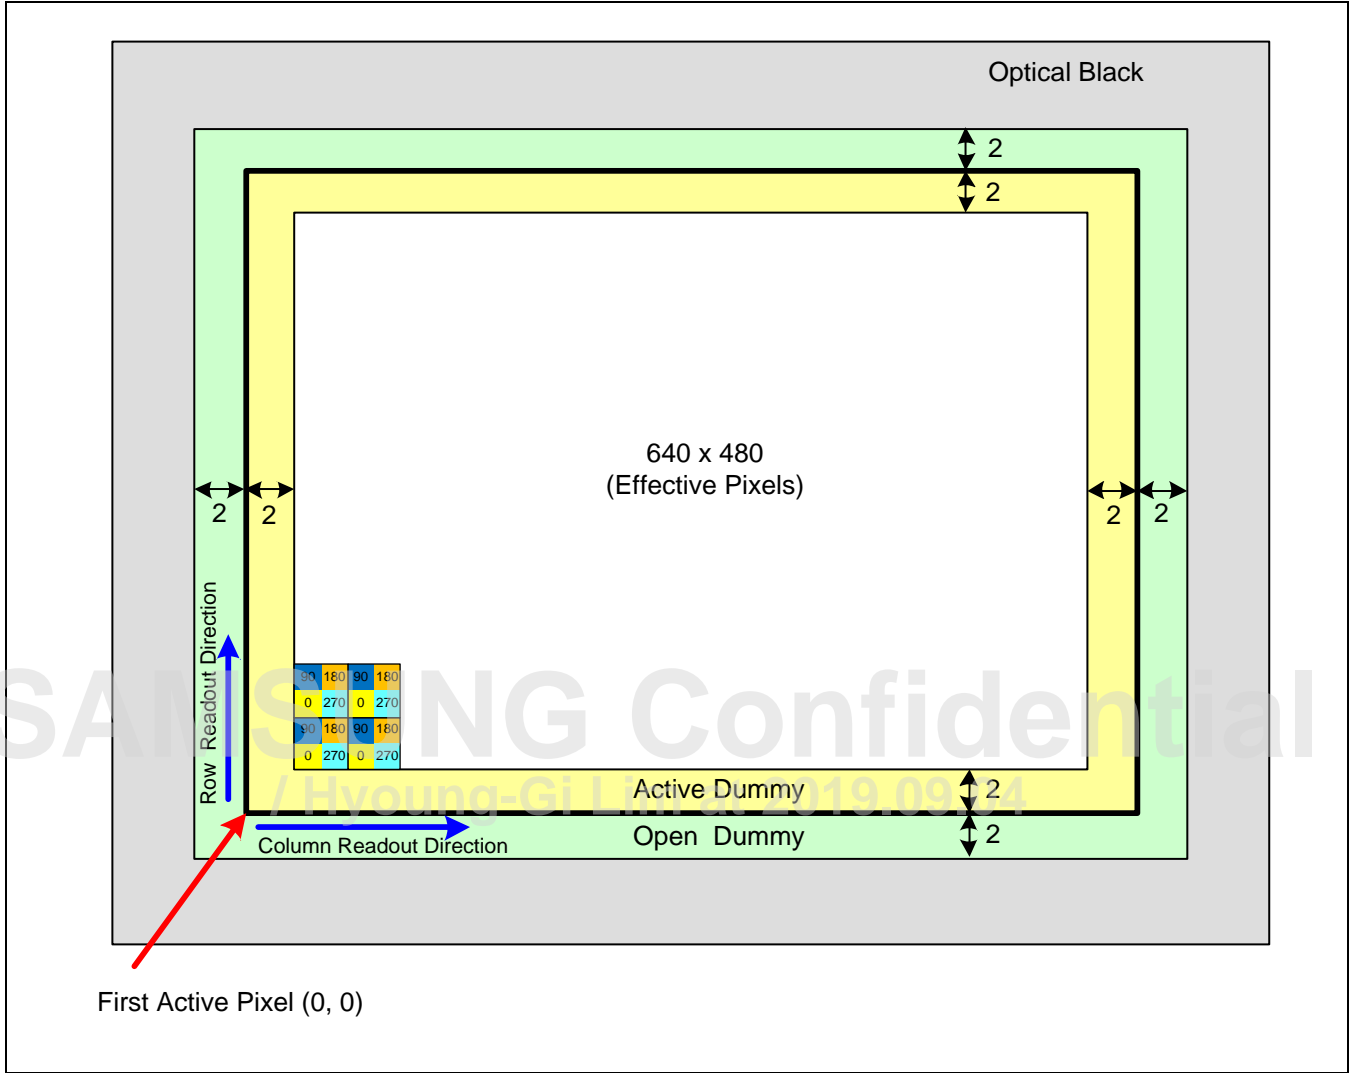 Optical Black
2
2
640 x 480
(Effective Pixels)
2
2
2
2
Row Readout Direction
90 180 90 180
0 270 0 270
90 180 90 180
0 270 0 270
SAMSUNG Confidential
/ Hyoung-Gi Lim at 2019.09.04
Active Dummy
2
Open Dummy
2
Column Readout Direction
First Active Pixel (0, 0)